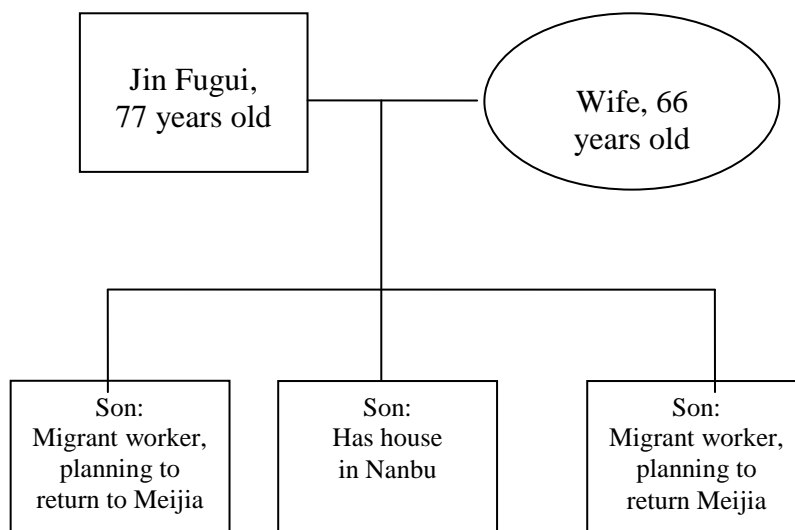 Jin Fugui,
77 years old
Wife, 66
years old
Son:
Migrant worker,
planning to
return to Meijia
Son:
Has house
in Nanbu
Son:
Migrant worker,
planning to
return Meijia